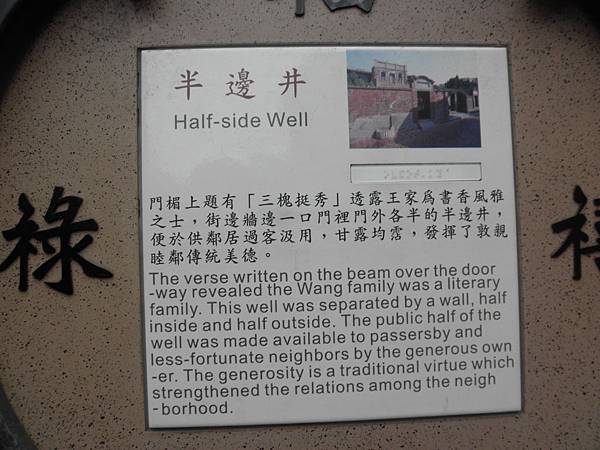 福
半邊井
Half-side Well
門楣上題有「三槐挺秀」透露王家為書香風雅
之士，街邊牆邊一口門裡門外各半的半邊井，
便於供鄰居過客汲用，甘露均霑，發揮了敦親
睦鄰傳統美德。
The verse written on the beam over the door
-way revealed the Wang family was a literary
family. This well was separated by a wall, half
inside and half outside. The public half of the
well was made available to passersby and
less-fortunate neighbors by the generous own
-er. The generosity is a traditional virtue which
strengthened the relations among the neigh
-borhood.
祿